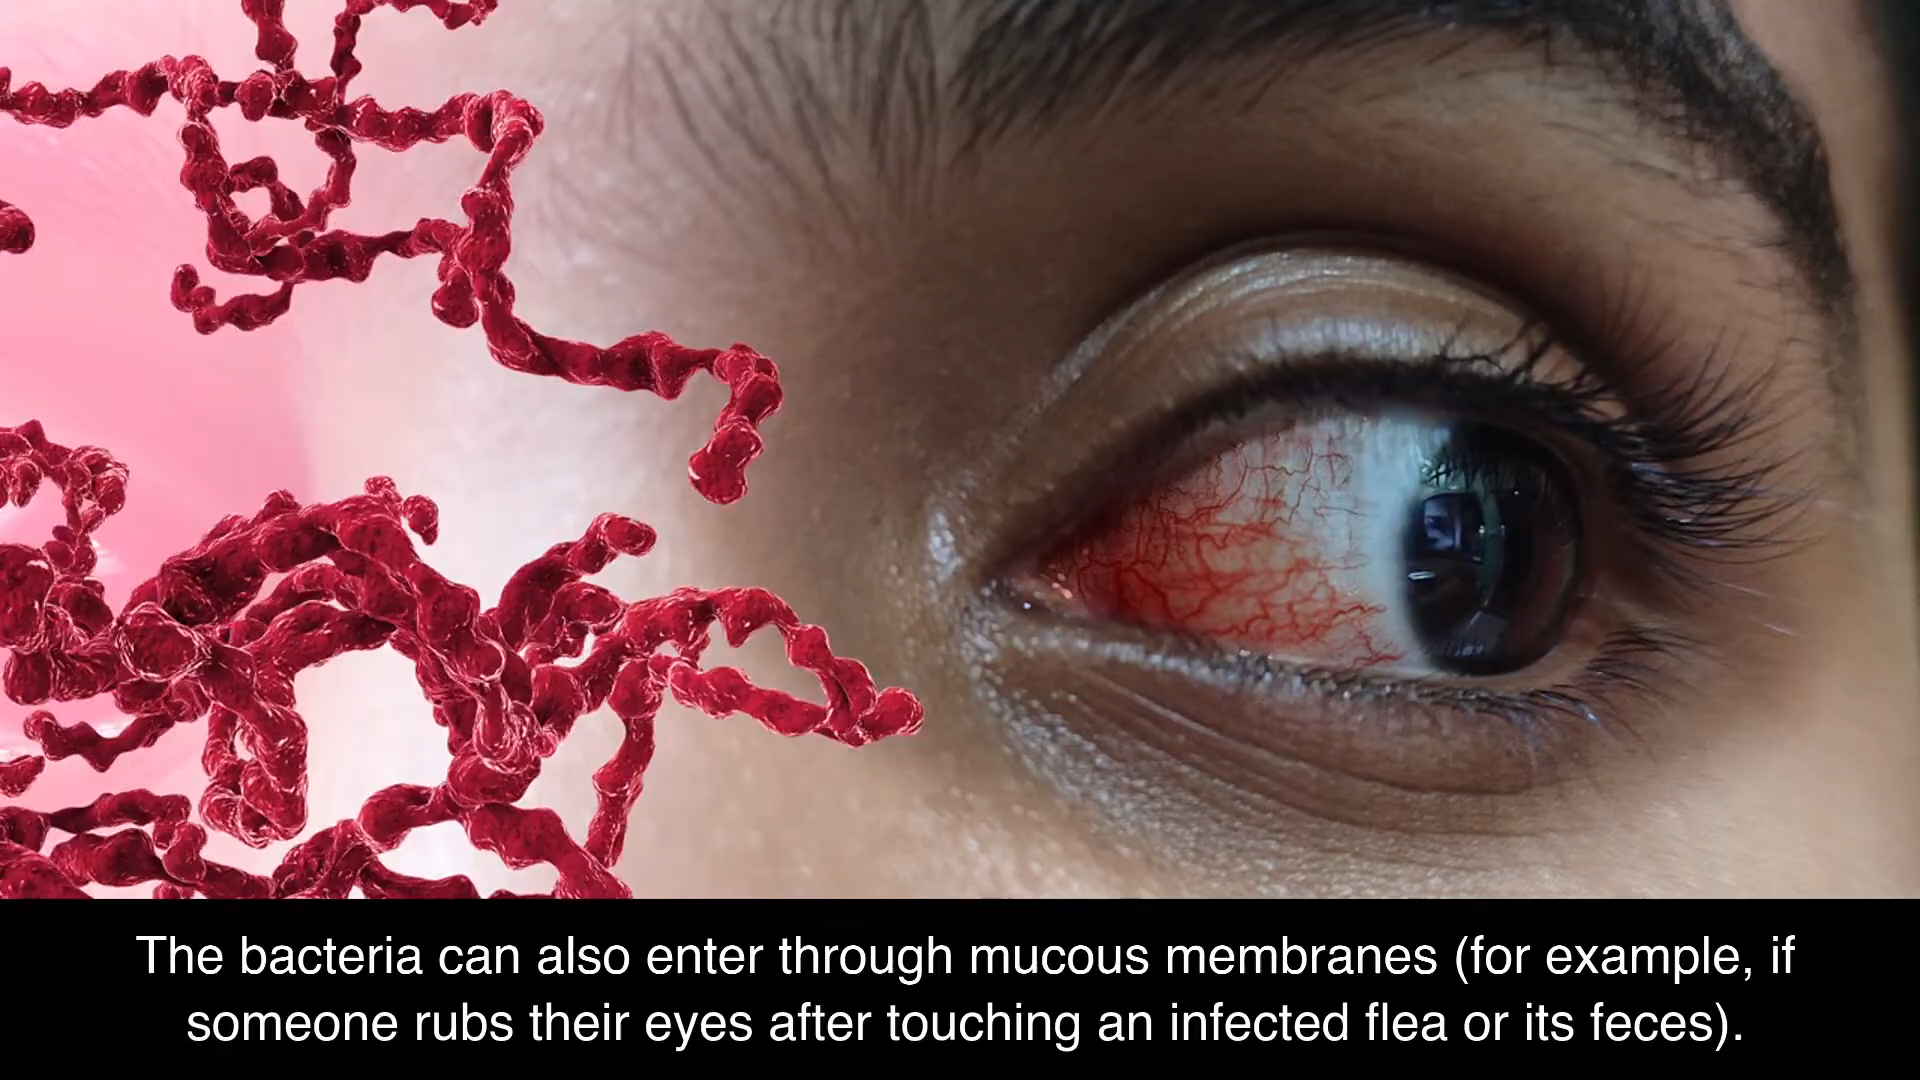 The bacteria can also enter through mucous membranes (for example, if
someone rubs their eyes after touching an infected flea or its feces).